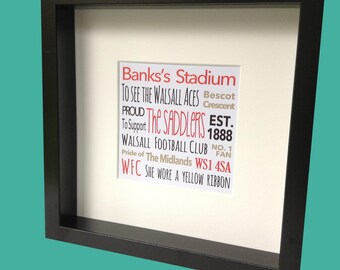 Banks's Stadium
TO SEE THE WALSALL ACES
Bescot
Crescent
PROUD
To Support
THE SADDLERS
EST.
1888
WALSALL FOOTBALL CLUB
NO. 1
FAN
Pride of The Midlands
WS1 4SA
WFC
SHE WORE A YELLOW RIBBON